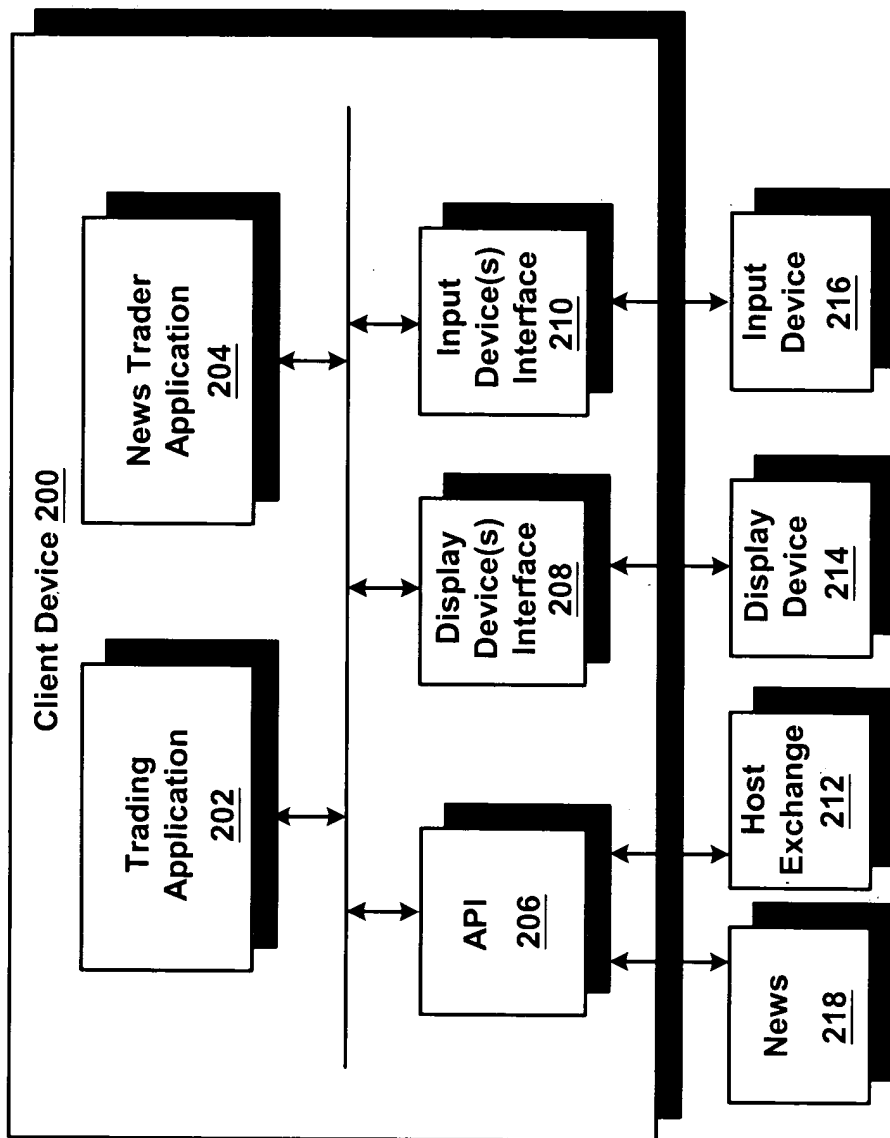 Client Device 200
Trading
Application
202
News Trader
Application
204
API
206
Display
Device(s)
Interface
208
Input
Device(s)
Interface
210
News
218
Host
Exchange
212
Display
Device
214
Input
Device
216